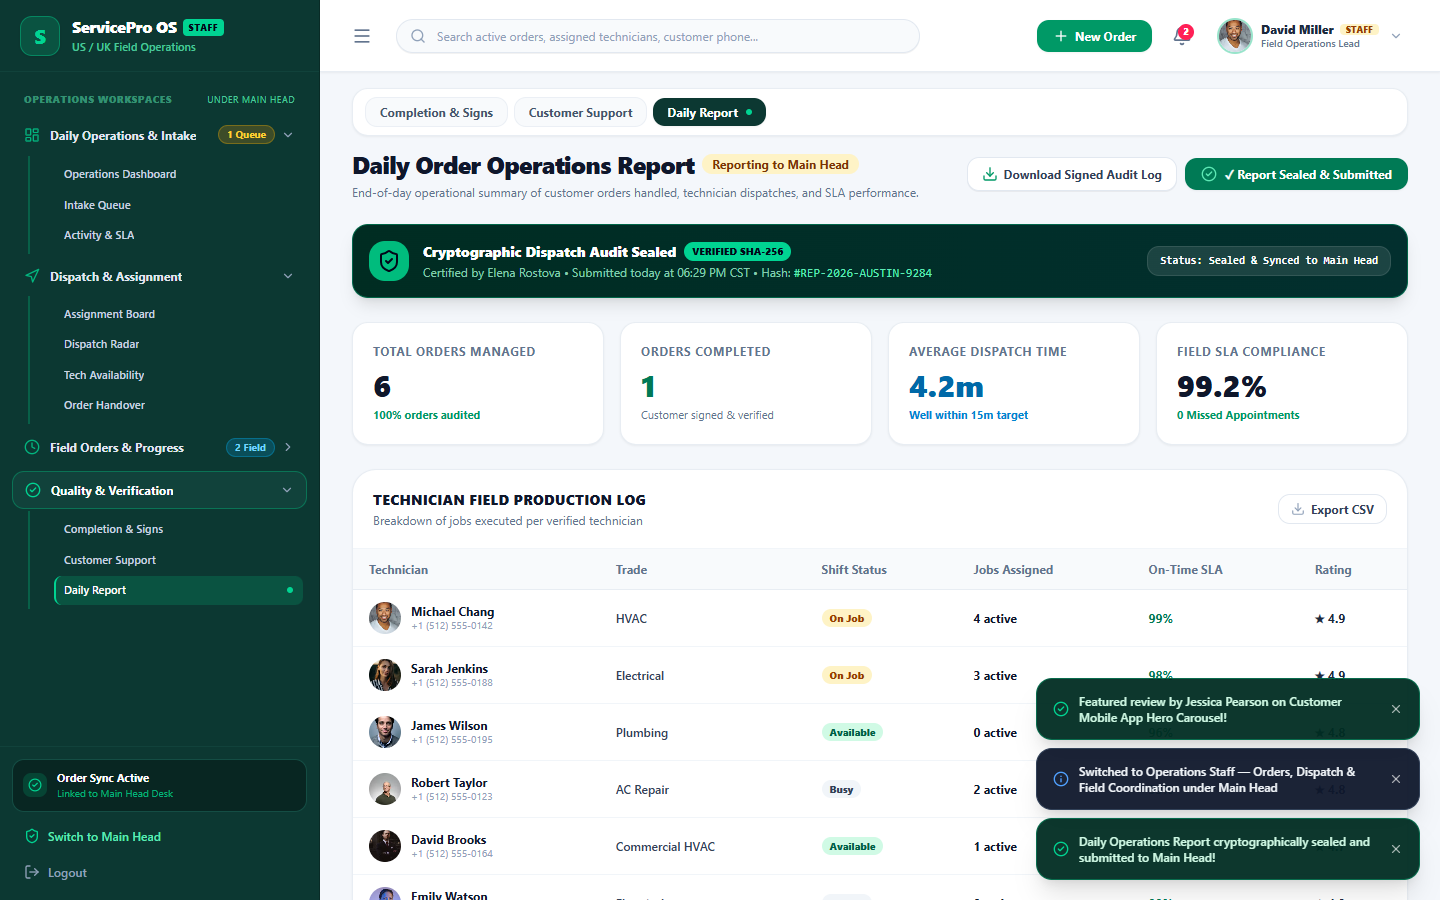 S
ServicePro OS STAFF
US / UK Field Operations
OPERATIONS WORKSPACES UNDER MAIN HEAD
Daily Operations & Intake 1 Queue
Operations Dashboard
Intake Queue
Activity & SLA
Dispatch & Assignment
Assignment Board
Dispatch Radar
Tech Availability
Order Handover
Field Orders & Progress 2 Field
Quality & Verification
Completion & Signs
Customer Support
Daily Report
Order Sync Active
Linked to Main Head Desk
Switch to Main Head
Logout
Search active orders, assigned technicians, customer phone...
New Order
2
David Miller STAFF
Field Operations Lead
Completion & Signs Customer Support Daily Report
Daily Order Operations Report Reporting to Main Head
End-of-day operational summary of customer orders handled, technician dispatches, and SLA performance.
Download Signed Audit Log
✓ Report Sealed & Submitted
Cryptographic Dispatch Audit Sealed VERIFIED SHA-256
Certified by Elena Rostova • Submitted today at 06:29 PM CST • Hash: #REP-2026-AUSTIN-9284
Status: Sealed & Synced to Main Head
TOTAL ORDERS MANAGED
6
100% orders audited
ORDERS COMPLETED
1
Customer signed & verified
AVERAGE DISPATCH TIME
4.2m
Well within 15m target
FIELD SLA COMPLIANCE
99.2%
0 Missed Appointments
TECHNICIAN FIELD PRODUCTION LOG
Breakdown of jobs executed per verified technician
Export CSV
Technician Trade Shift Status Jobs Assigned On-Time SLA Rating
Michael Chang HVAC On Job 4 active 99% ★ 4.9
+1 (512) 555-0142
Sarah Jenkins Electrical On Job 3 active 98% ★ 4.9
+1 (512) 555-0188
James Wilson Plumbing Available 0 active
+1 (512) 555-0195
Robert Taylor AC Repair Busy 2 active
+1 (512) 555-0123
David Brooks Commercial HVAC Available 1 active
+1 (512) 555-0164
Emily Watson
Featured review by Jessica Pearson on Customer
Mobile App Hero Carousel!
Switched to Operations Staff — Orders, Dispatch &
Field Coordination under Main Head
Daily Operations Report cryptographically sealed and
submitted to Main Head!